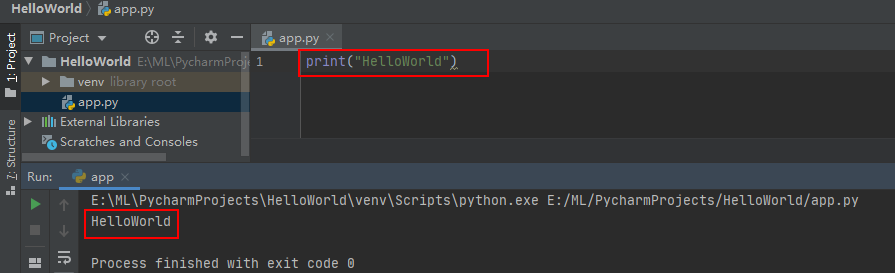 HelloWorld app.py
Project
app.py
1: Project
HelloWorld E:\ML\PycharmProj
1 print("HelloWorld")
venv library root
app.py
External Libraries
Scratches and Consoles
7: Structure
Run: app
E:\ML\PycharmProjects\HelloWorld\venv\Scripts\python.exe E:/ML/PycharmProjects/HelloWorld/app.py
HelloWorld
Process finished with exit code 0